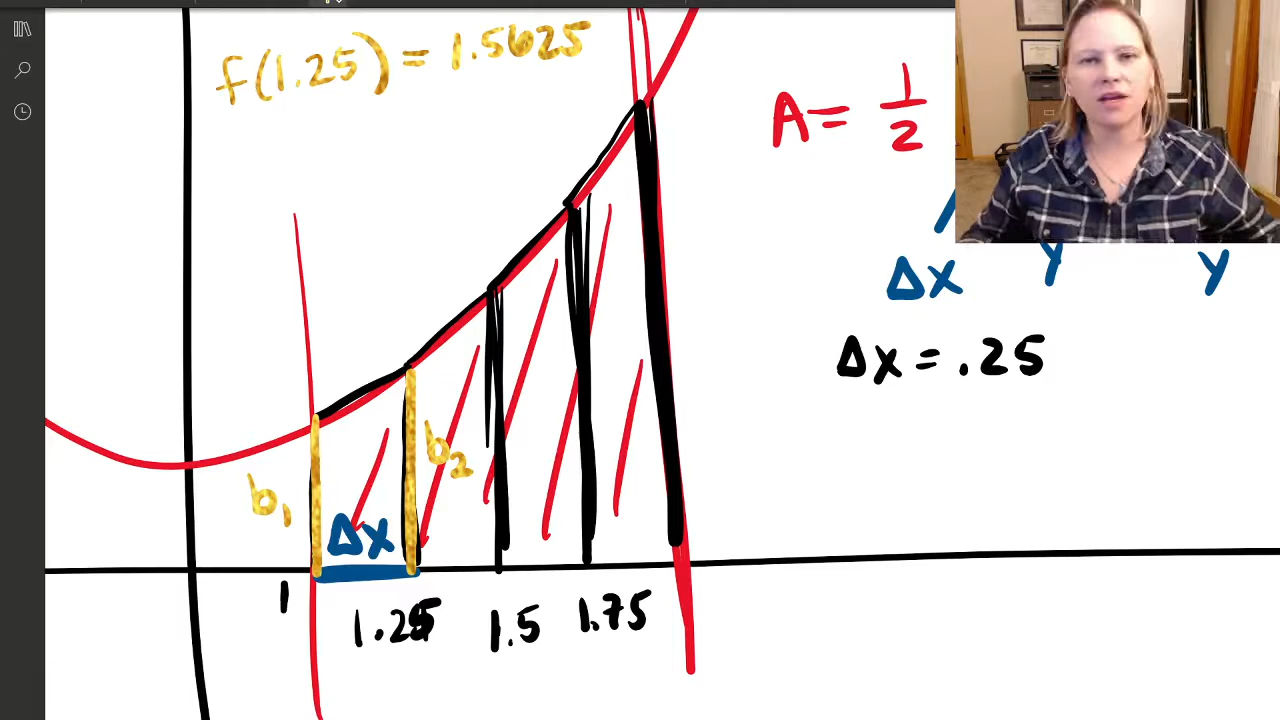 f(1.25) = 1.5625
A = 1/2
Δx y y
Δx = .25
b₁ Δx b₂
1 1.25 1.5 1.75